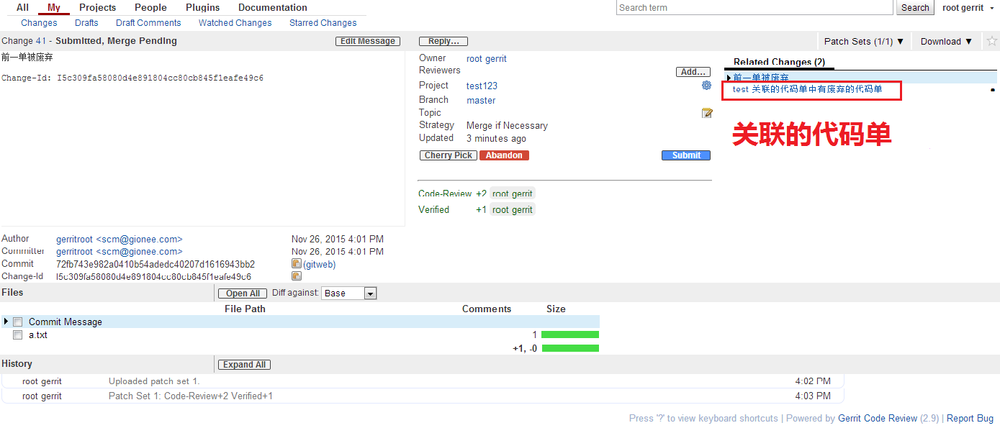 All My Projects People Plugins Documentation
Search term Search root gerrit
Changes Drafts Draft Comments Watched Changes Starred Changes
Change 41 - Submitted, Merge Pending Edit Message Reply… Patch Sets (1/1) ▼ Download ▼
前一单被废弃
Change-Id: I5c309fa58080d4e891804cc80cb845f1eafe49c6
Owner root gerrit
Reviewers Add…
Project test123
Branch master
Topic
Strategy Merge if Necessary
Updated 3 minutes ago
Cherry Pick Abandon Submit
Code-Review +2 root gerrit
Verified +1 root gerrit
Related Changes (2)
前一单被废弃
test 关联的代码单中有废弃的代码单
关联的代码单
Author gerritroot <scm@gionee.com> Nov 26, 2015 4:01 PM
Committer gerritroot <scm@gionee.com> Nov 26, 2015 4:01 PM
Commit 72fb743e982a0410b54adedc40207d1616943bb2 (gitweb)
Change-Id I5c309fa58080d4e891804cc80cb845f1eafe49c6
Files Open All Diff against: Base
File Path Comments Size
Commit Message
a.txt 1
+1, -0
History Expand All
root gerrit Uploaded patch set 1. 4:02 PM
root gerrit Patch Set 1: Code-Review+2 Verified+1 4:03 PM
Press '?' to view keyboard shortcuts | Powered by Gerrit Code Review (2.9) | Report Bug